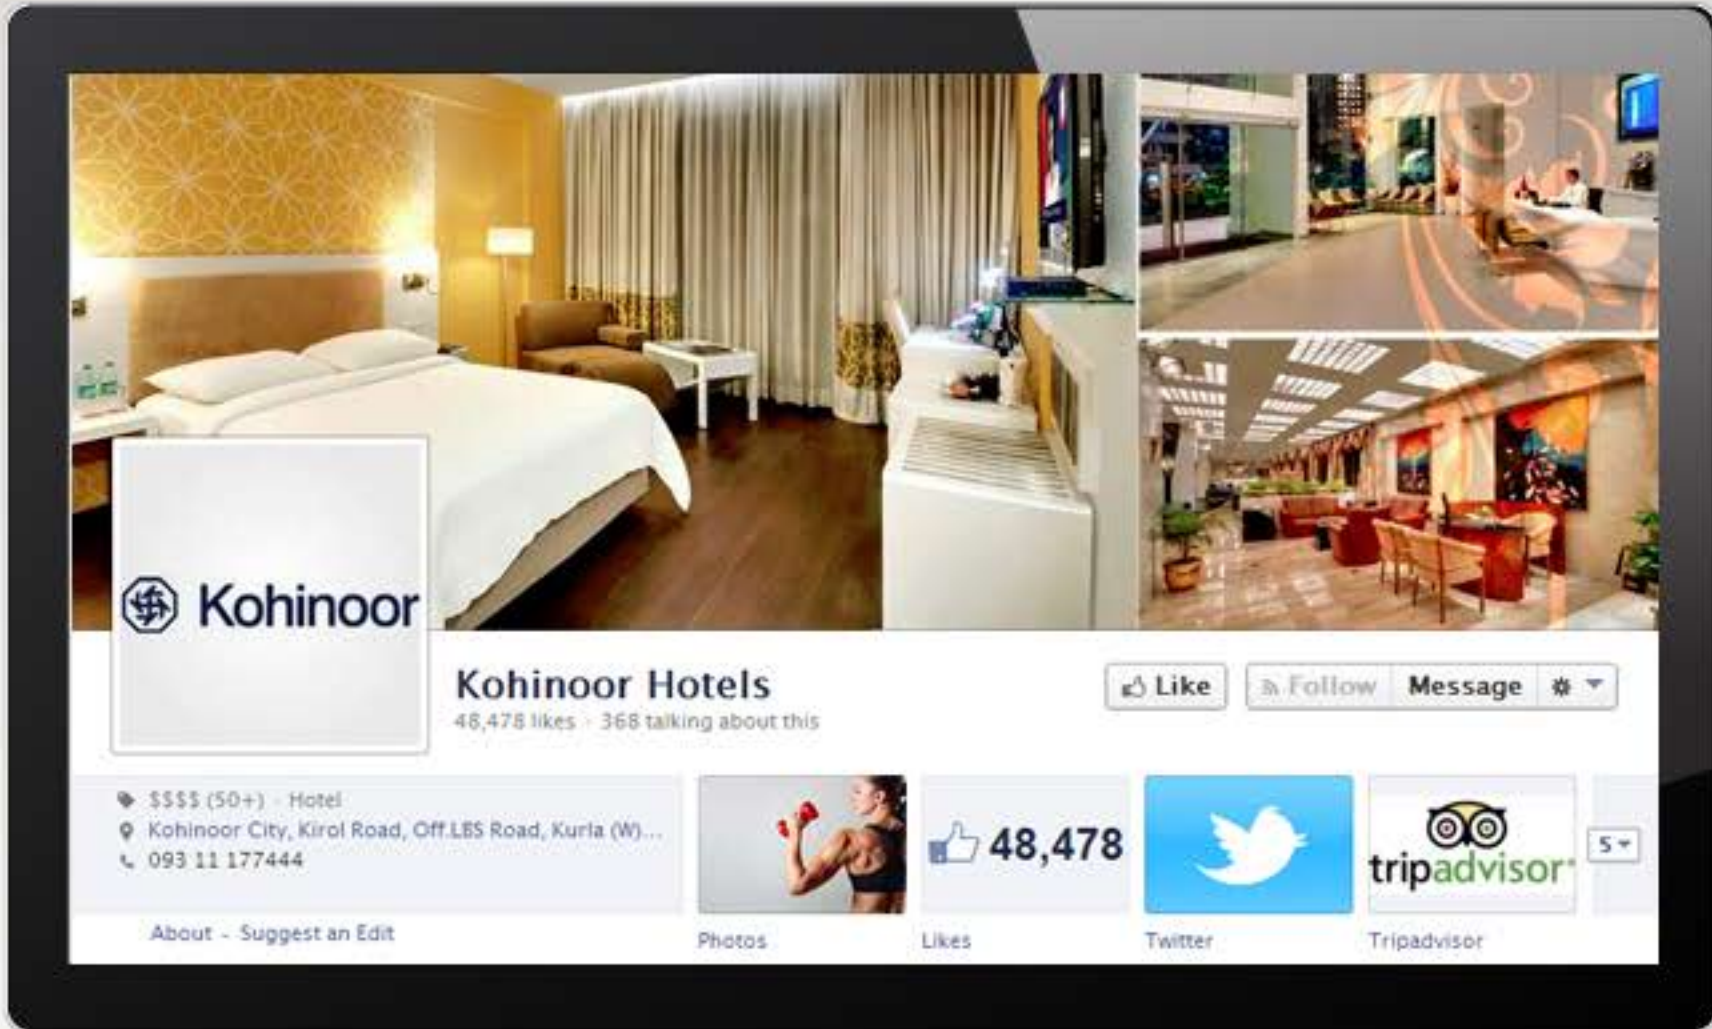 Kohinoor
Kohinoor Hotels
48,478 likes · 368 talking about this
Like
Follow
Message
$$$$ (50+) · Hotel
Kohinoor City, Kirol Road, Off.LBS Road, Kurla (W)...
093 11 177444
About - Suggest an Edit
Photos
48,478
Likes
Twitter
tripadvisor
Tripadvisor
5